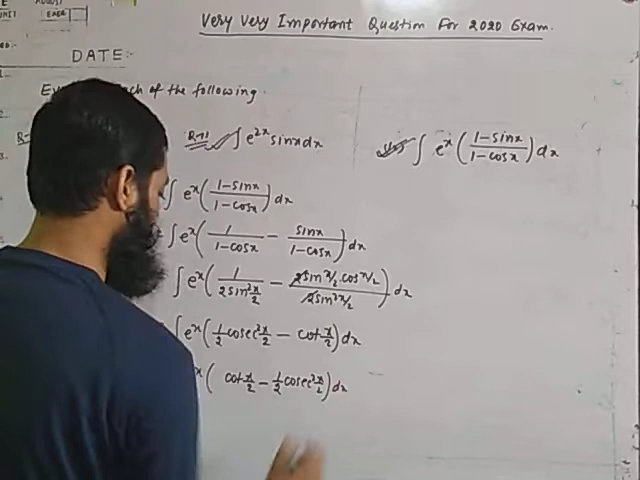 AUGUST
EXER
Very Very Important Question For 2020 Exam.
DATE:-
of the following.
∫ e^{2x} sinx dx
∫ e^x ( (1-sinx)/(1-cosx) ) dx
∫ e^x ( (1-sinx)/(1-cosx) ) dx
∫ e^x ( 1/(1-cosx) - sinx/(1-cosx) ) dx
∫ e^x ( 1/(2sin²x/2) - (2sin x/2 . cos x/2)/(2sin²x/2) ) dx
∫ e^x ( 1/2 cosec²x/2 - cot x/2 ) dx
( cot x/2 - 1/2 cosec²x/2 ) dx